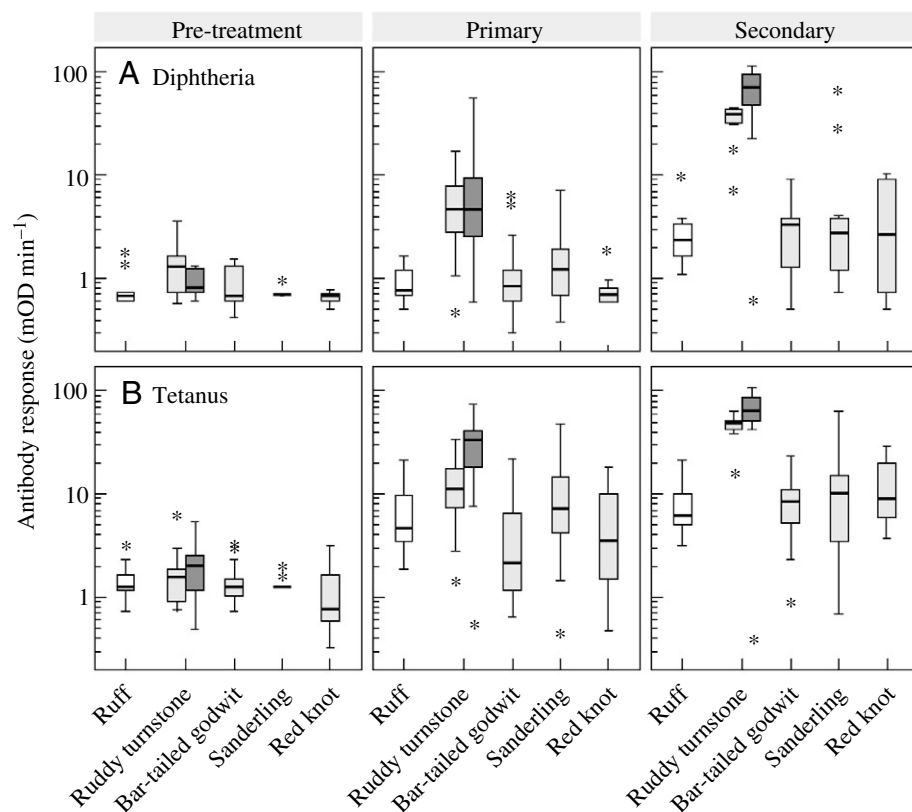 Pre-treatment Primary Secondary
A Diphtheria
100
10
1
B Tetanus
100
10
1
Antibody response (mOD min⁻¹)
Ruff Ruddy turnstone Bar-tailed godwit Sanderling Red knot
Ruff Ruddy turnstone Bar-tailed godwit Sanderling Red knot
Ruff Ruddy turnstone Bar-tailed godwit Sanderling Red knot